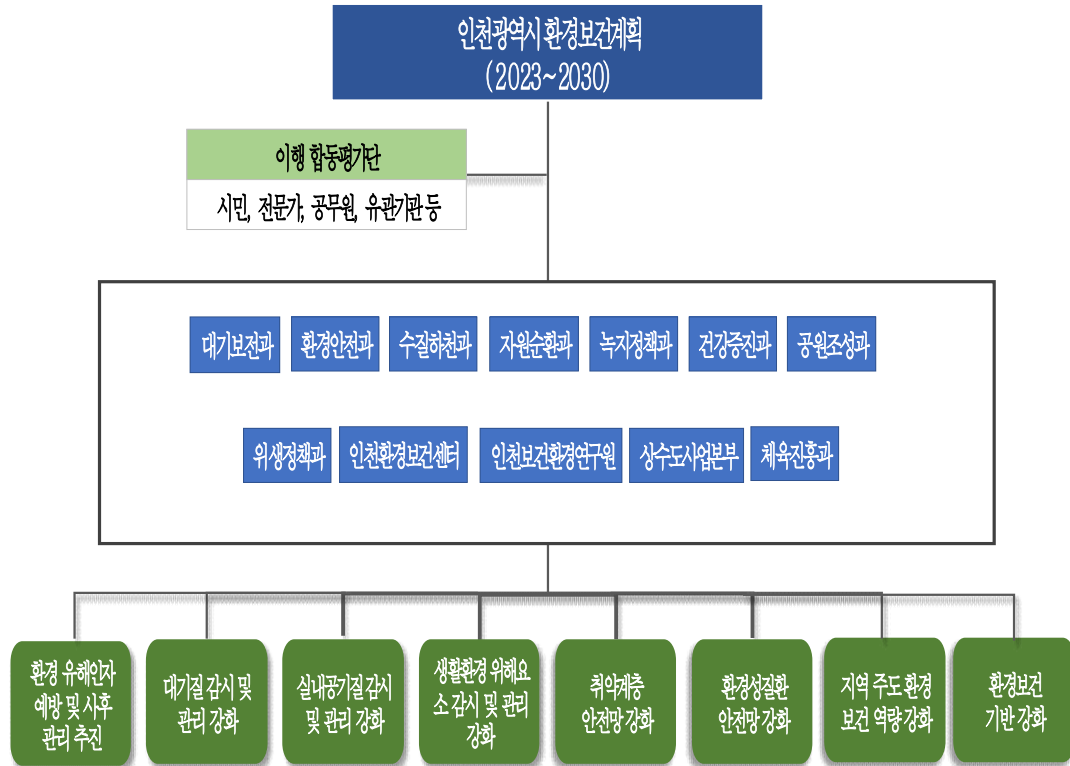 인천광역시 환경보건계획
(2023~2030)
이행 합동평가단
시민, 전문가, 공무원, 유관기관 등
대기보전과
환경안전과
수질하천과
자원순환과
녹지정책과
건강증진과
공원조성과
위생정책과
인천환경보건센터
인천보건환경연구원
상수도사업본부
체육진흥과
환경 유해인자
예방 및 사후
관리 추진
대기질 감시 및
관리 강화
실내공기질 감시
및 관리 강화
생활환경 위해요
소 감시 및 관리
강화
취약계층
안전망 강화
환경성질환
안전망 강화
지역 주도 환경
보건 역량 강화
환경보건
기반 강화